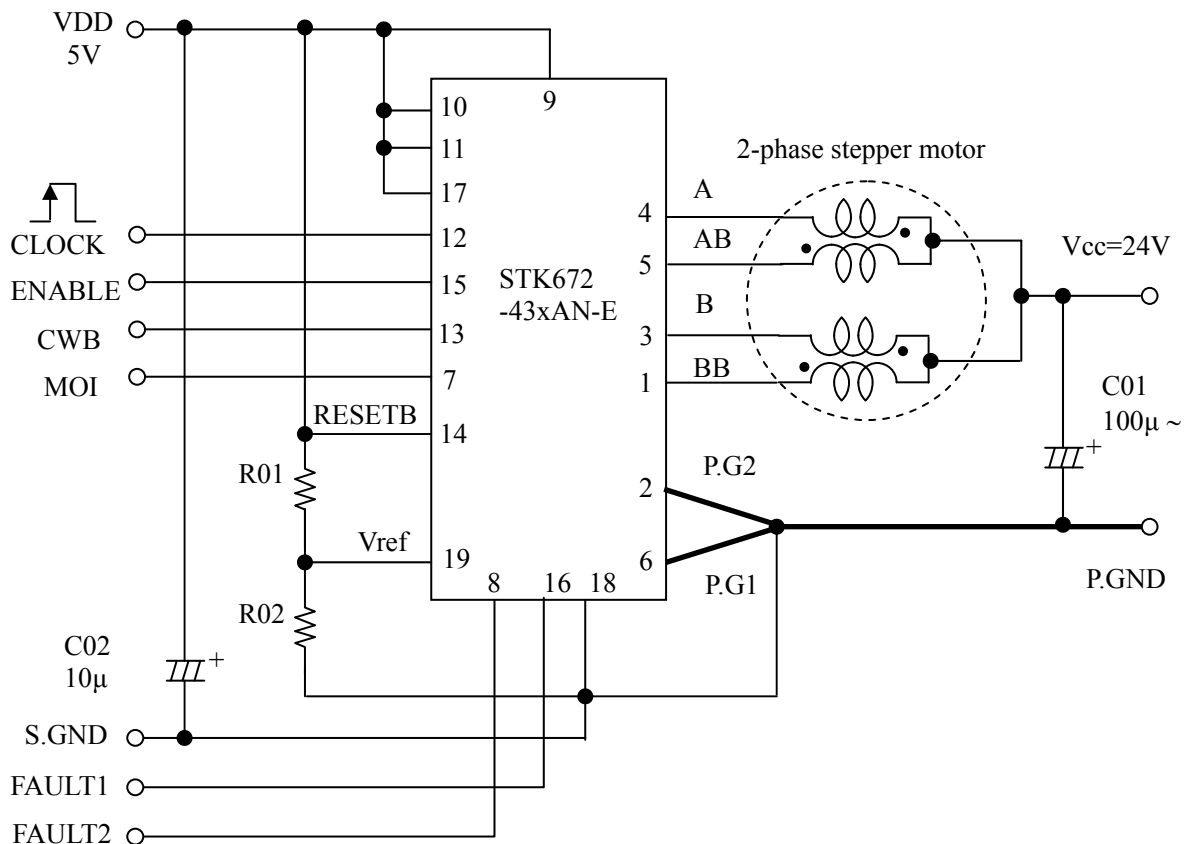 VDD
5V
9
10
11
17
2-phase stepper motor
A
4
CLOCK
12
AB
5
Vcc=24V
STK672
-43xAN-E
ENABLE
15
B
CWB
13
3
MOI
7
BB
1
C01
100μ ~
+
RESETB
14
R01
P.G2
2
Vref
19
6
P.G1
P.GND
8
16
18
R02
C02
10μ
+
S.GND
FAULT1
FAULT2